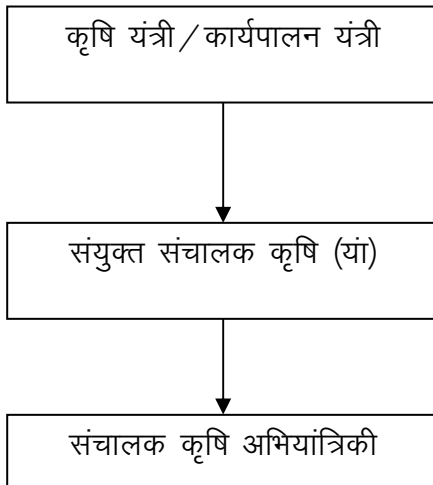 कृषि यंत्री/कार्यपालन यंत्री
संयुक्त संचालक कृषि (यां)
संचालक कृषि अभियांत्रिकी